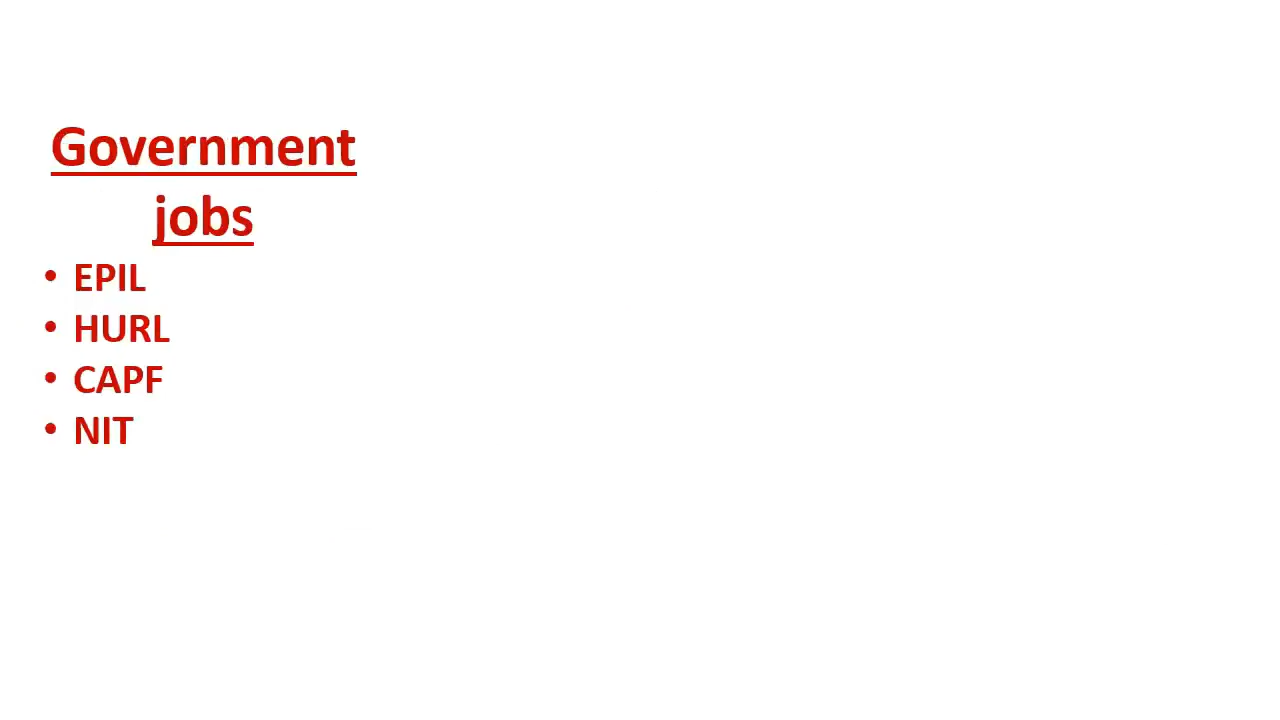 Government
jobs
• EPIL
• HURL
• CAPF
• NIT